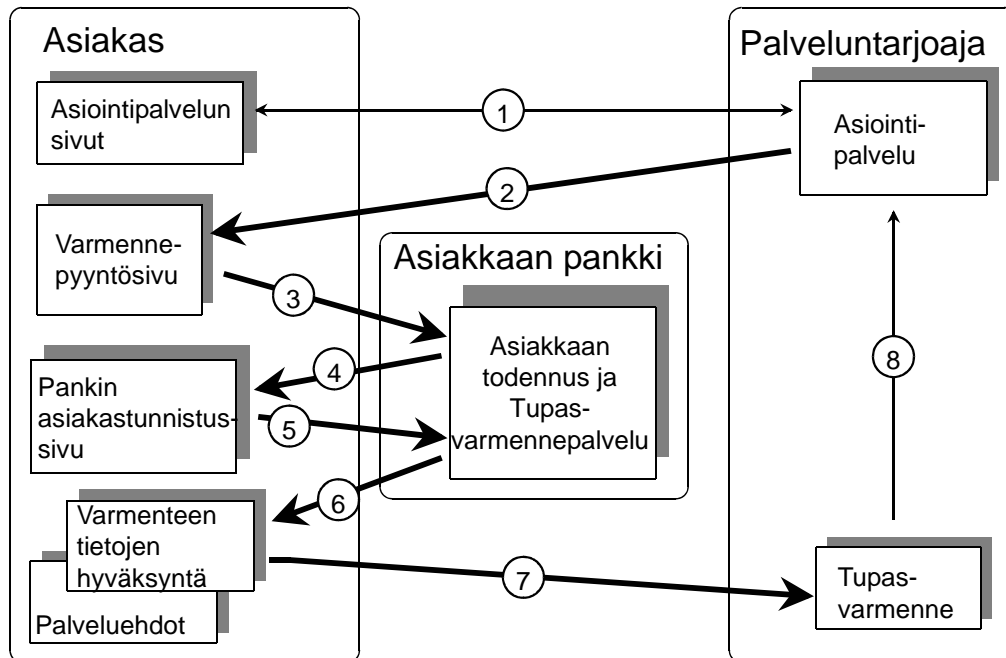 Asiakas
Palveluntarjoaja
Asiointipalvelun
sivut
1
Asiointi-
palvelu
2
Varmenne-
pyyntösivu
3
Asiakkaan pankki
Asiakkaan
todennus ja
Tupas-
varmennepalvelu
4
Pankin
asiakastunnistus-
sivu
5
6
8
Varmenteen
tietojen
hyväksyntä
Palveluehdot
7
Tupas-
varmenne